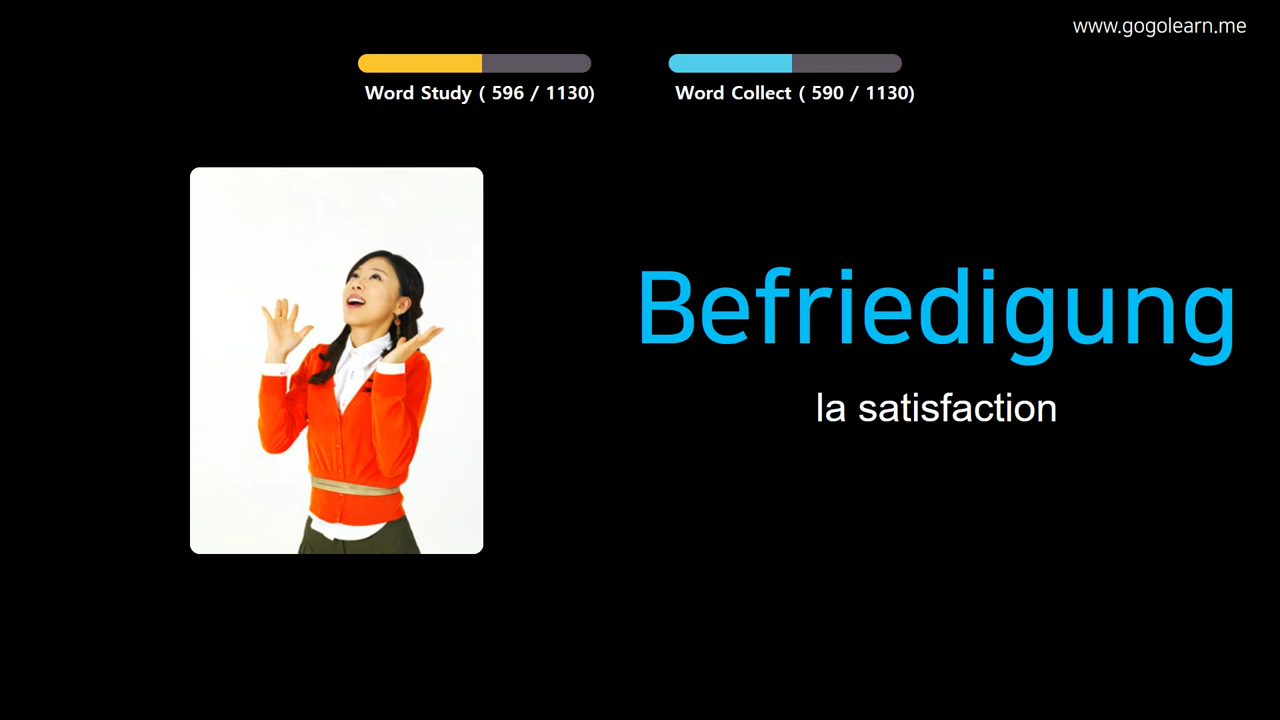 www.gogolearn.me
Word Study ( 596 / 1130)
Word Collect ( 590 / 1130)
Befriedigung
la satisfaction